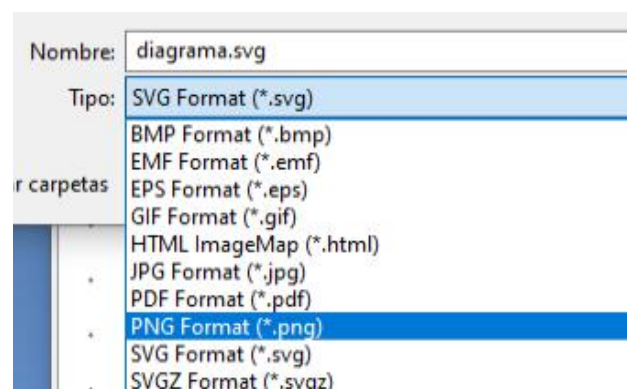 Nombre: diagrama.svg
Tipo: SVG Format (*.svg)
BMP Format (*.bmp)
EMF Format (*.emf)
r carpetas
EPS Format (*.eps)
GIF Format (*.gif)
HTML ImageMap (*.html)
JPG Format (*.jpg)
PDF Format (*.pdf)
PNG Format (*.png)
SVG Format (*.svg)
SVGZ Format (*.svgz)